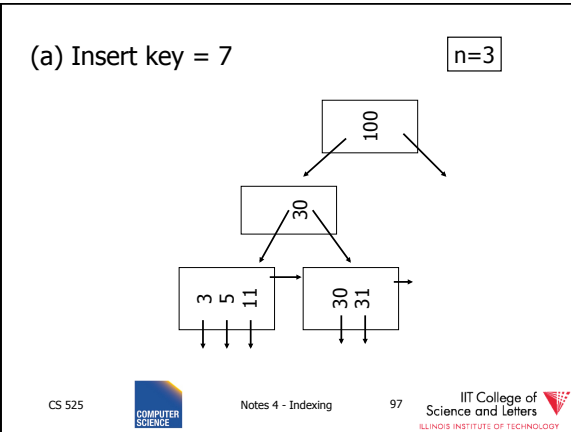 (a) Insert key = 7
n=3
100
30
3 5 11
30 31
CS 525
COMPUTER
SCIENCE
Notes 4 - Indexing
97
IIT College of
Science and Letters
ILLINOIS INSTITUTE OF TECHNOLOGY